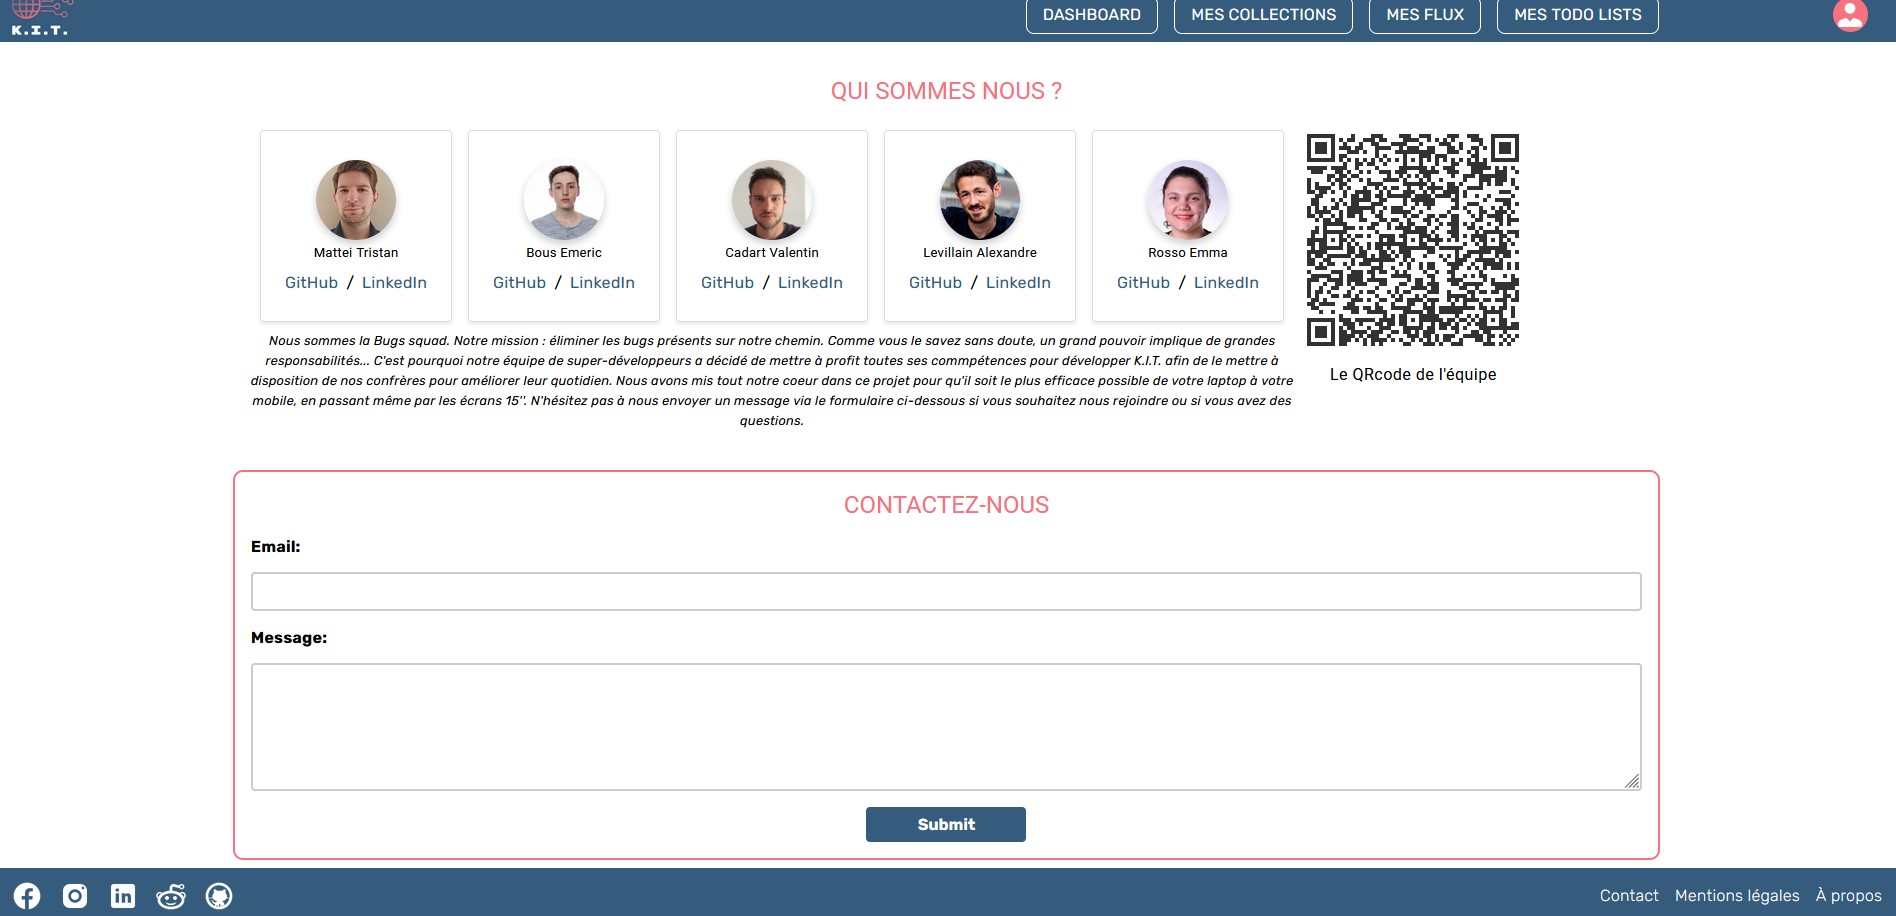 K.I.T.
DASHBOARD
MES COLLECTIONS
MES FLUX
MES TODO LISTS
QUI SOMMES NOUS ?
Mattei Tristan
GitHub / LinkedIn
Bous Emeric
GitHub / LinkedIn
Cadart Valentin
GitHub / LinkedIn
Levillain Alexandre
GitHub / LinkedIn
Rosso Emma
GitHub / LinkedIn
Nous sommes la Bugs squad. Notre mission : éliminer les bugs présents sur notre chemin. Comme vous le savez sans doute, un grand pouvoir implique de grandes
responsabilités... C'est pourquoi notre équipe de super-développeurs a décidé de mettre à profit toutes ses commpétences pour développer K.I.T. afin de le mettre à
disposition de nos confrères pour améliorer leur quotidien. Nous avons mis tout notre coeur dans ce projet pour qu'il soit le plus efficace possible de votre laptop à votre
mobile, en passant même par les écrans 15''. N'hésitez pas à nous envoyer un message via le formulaire ci-dessous si vous souhaitez nous rejoindre ou si vous avez des
questions.
Le QRcode de l'équipe
CONTACTEZ-NOUS
Email:
Message:
Submit
in
Contact
Mentions légales
À propos